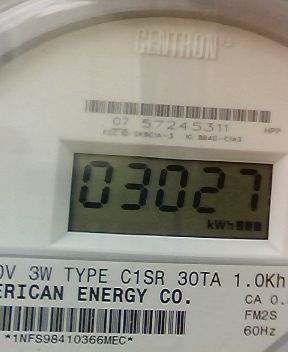 CENTRON
07 57245311 HPP
03027
kWh
0V 3W TYPE C1SR 30TA 1.0Kh
ERICAN ENERGY CO.
CA 0.
FM2S
60Hz
*1NFS98410366MEC*